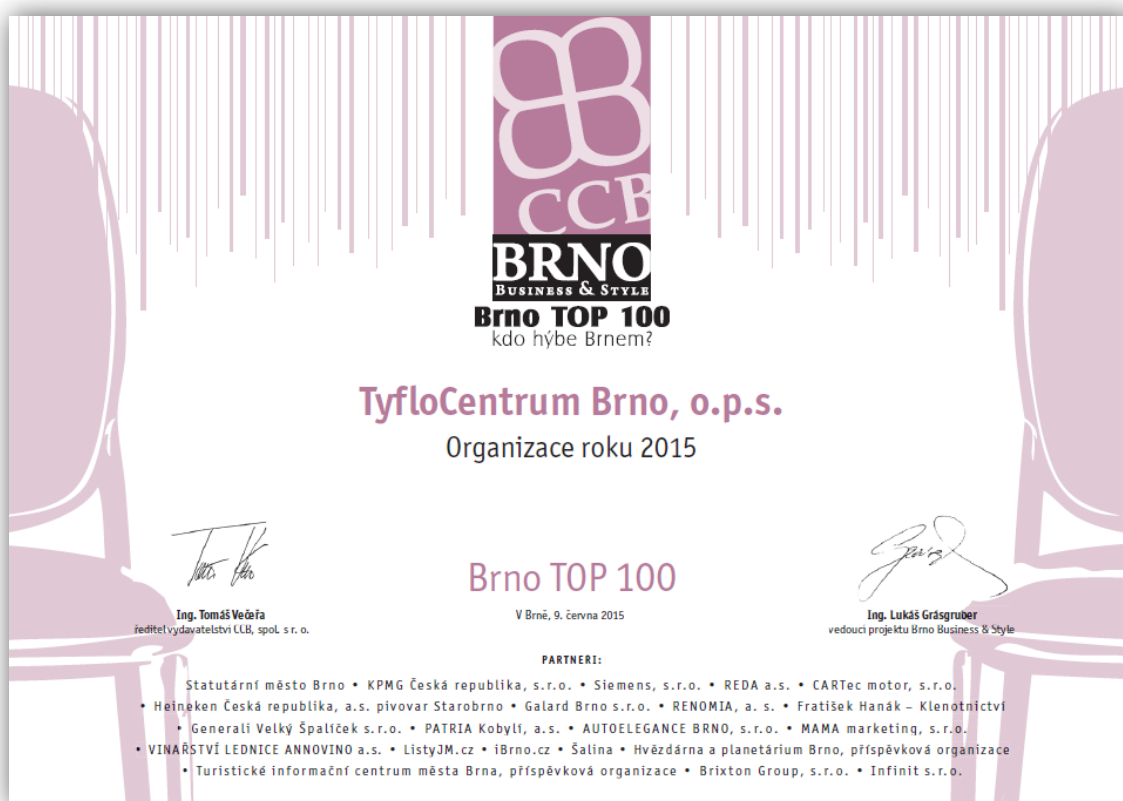 CCB
BRNO
BUSINESS & STYLE
Brno TOP 100
kdo hýbe Brnem?
TyfloCentrum Brno, o.p.s.
Organizace roku 2015
Brno TOP 100
V Brně, 9. června 2015
Ing. Tomáš Večeřa
ředitel vydavatelství CCB, spol. s r. o.
Ing. Lukáš Grásgruber
vedoucí projektu Brno Business & Style
PARTNEŘI:
Statutární město Brno • KPMG Česká republika, s.r.o. • Siemens, s.r.o. • REDA a.s. • CARTec motor, s.r.o.
• Heineken Česká republika, a.s. pivovar Starobrno • Galard Brno s.r.o. • RENOMIA, a. s. • Fratišek Hanák – Klenotnictví
• Generali Velký Špalíček s.r.o. • PATRIA Kobylí, a.s. • AUTOELEGANCE BRNO, s.r.o. • MAMA marketing, s.r.o.
• VINAŘSTVÍ LEDNICE ANNOVINO a.s. • ListyJM.cz • iBrno.cz • Šalina • Hvězdárna a planetárium Brno, příspěvková organizace
• Turistické informační centrum města Brna, příspěvková organizace • Brixton Group, s.r.o. • Infinit s.r.o.